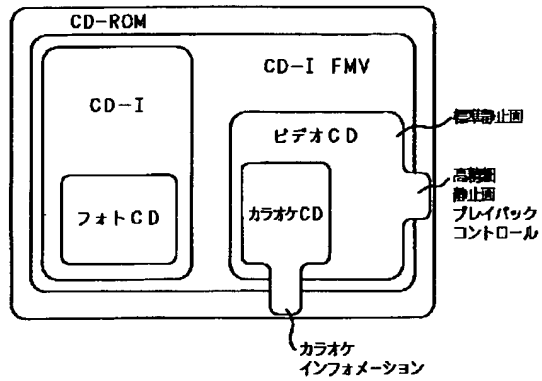 CD-ROM
CD-I FMV
CD-I
標準静止画
ビデオCD
高精細
静止画
プレイバック
コントロール
フォトCD
カラオケCD
カラオケ
インフォメーション